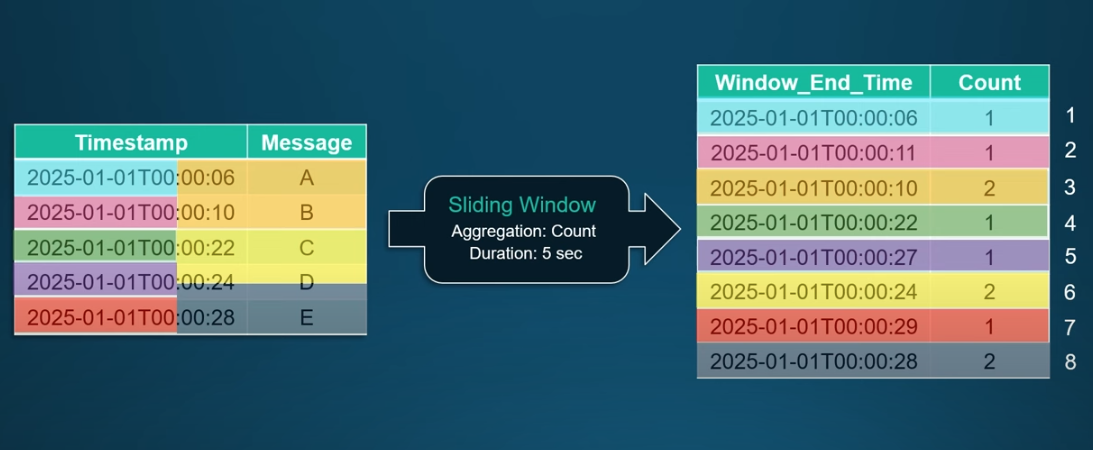 Timestamp Message
2025-01-01T00:00:06 A
2025-01-01T00:00:10 B
2025-01-01T00:00:22 C
2025-01-01T00:00:24 D
2025-01-01T00:00:28 E
Sliding Window
Aggregation: Count
Duration: 5 sec
Window_End_Time Count
2025-01-01T00:00:06 1 1
2025-01-01T00:00:11 1 2
2025-01-01T00:00:10 2 3
2025-01-01T00:00:22 1 4
2025-01-01T00:00:27 1 5
2025-01-01T00:00:24 2 6
2025-01-01T00:00:29 1 7
2025-01-01T00:00:28 2 8